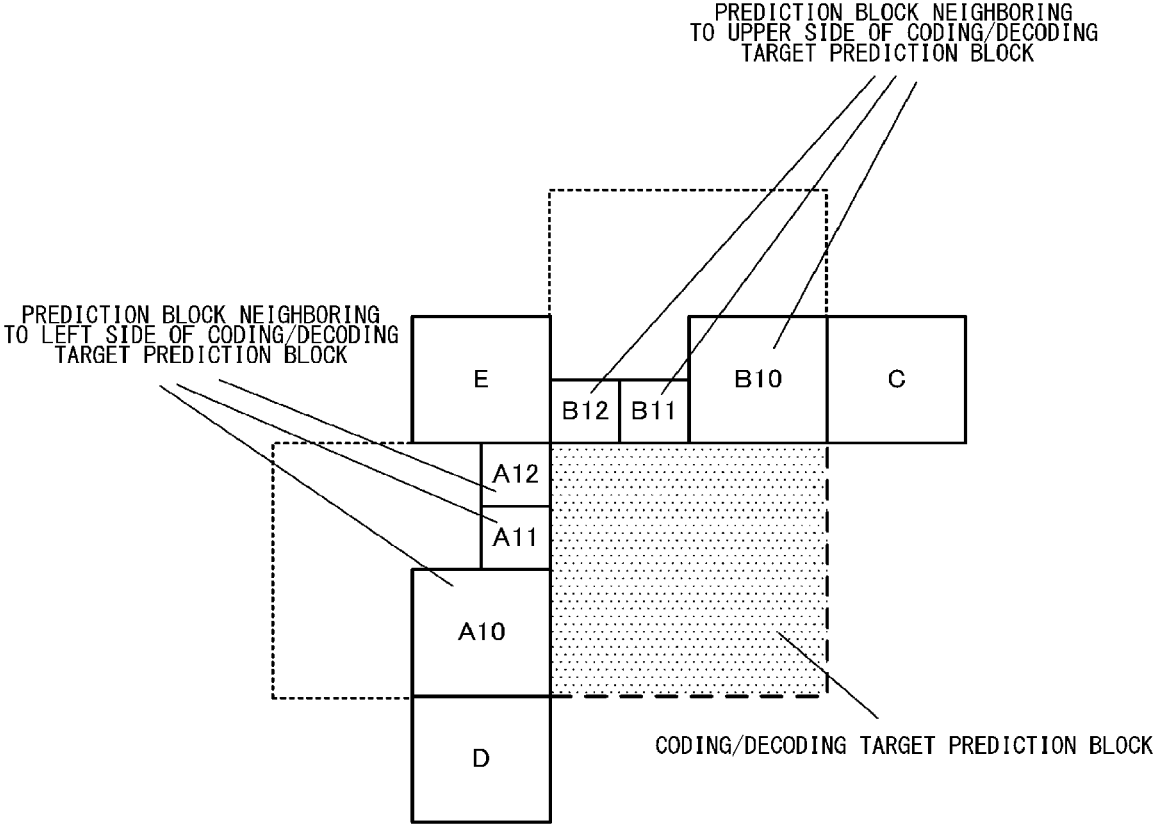 PREDICTION BLOCK NEIGHBORING
TO UPPER SIDE OF CODING/DECODING
TARGET PREDICTION BLOCK
PREDICTION BLOCK NEIGHBORING
TO LEFT SIDE OF CODING/DECODING
TARGET PREDICTION BLOCK
E
B12
B11
B10
C
A12
A11
A10
D
CODING/DECODING TARGET PREDICTION BLOCK